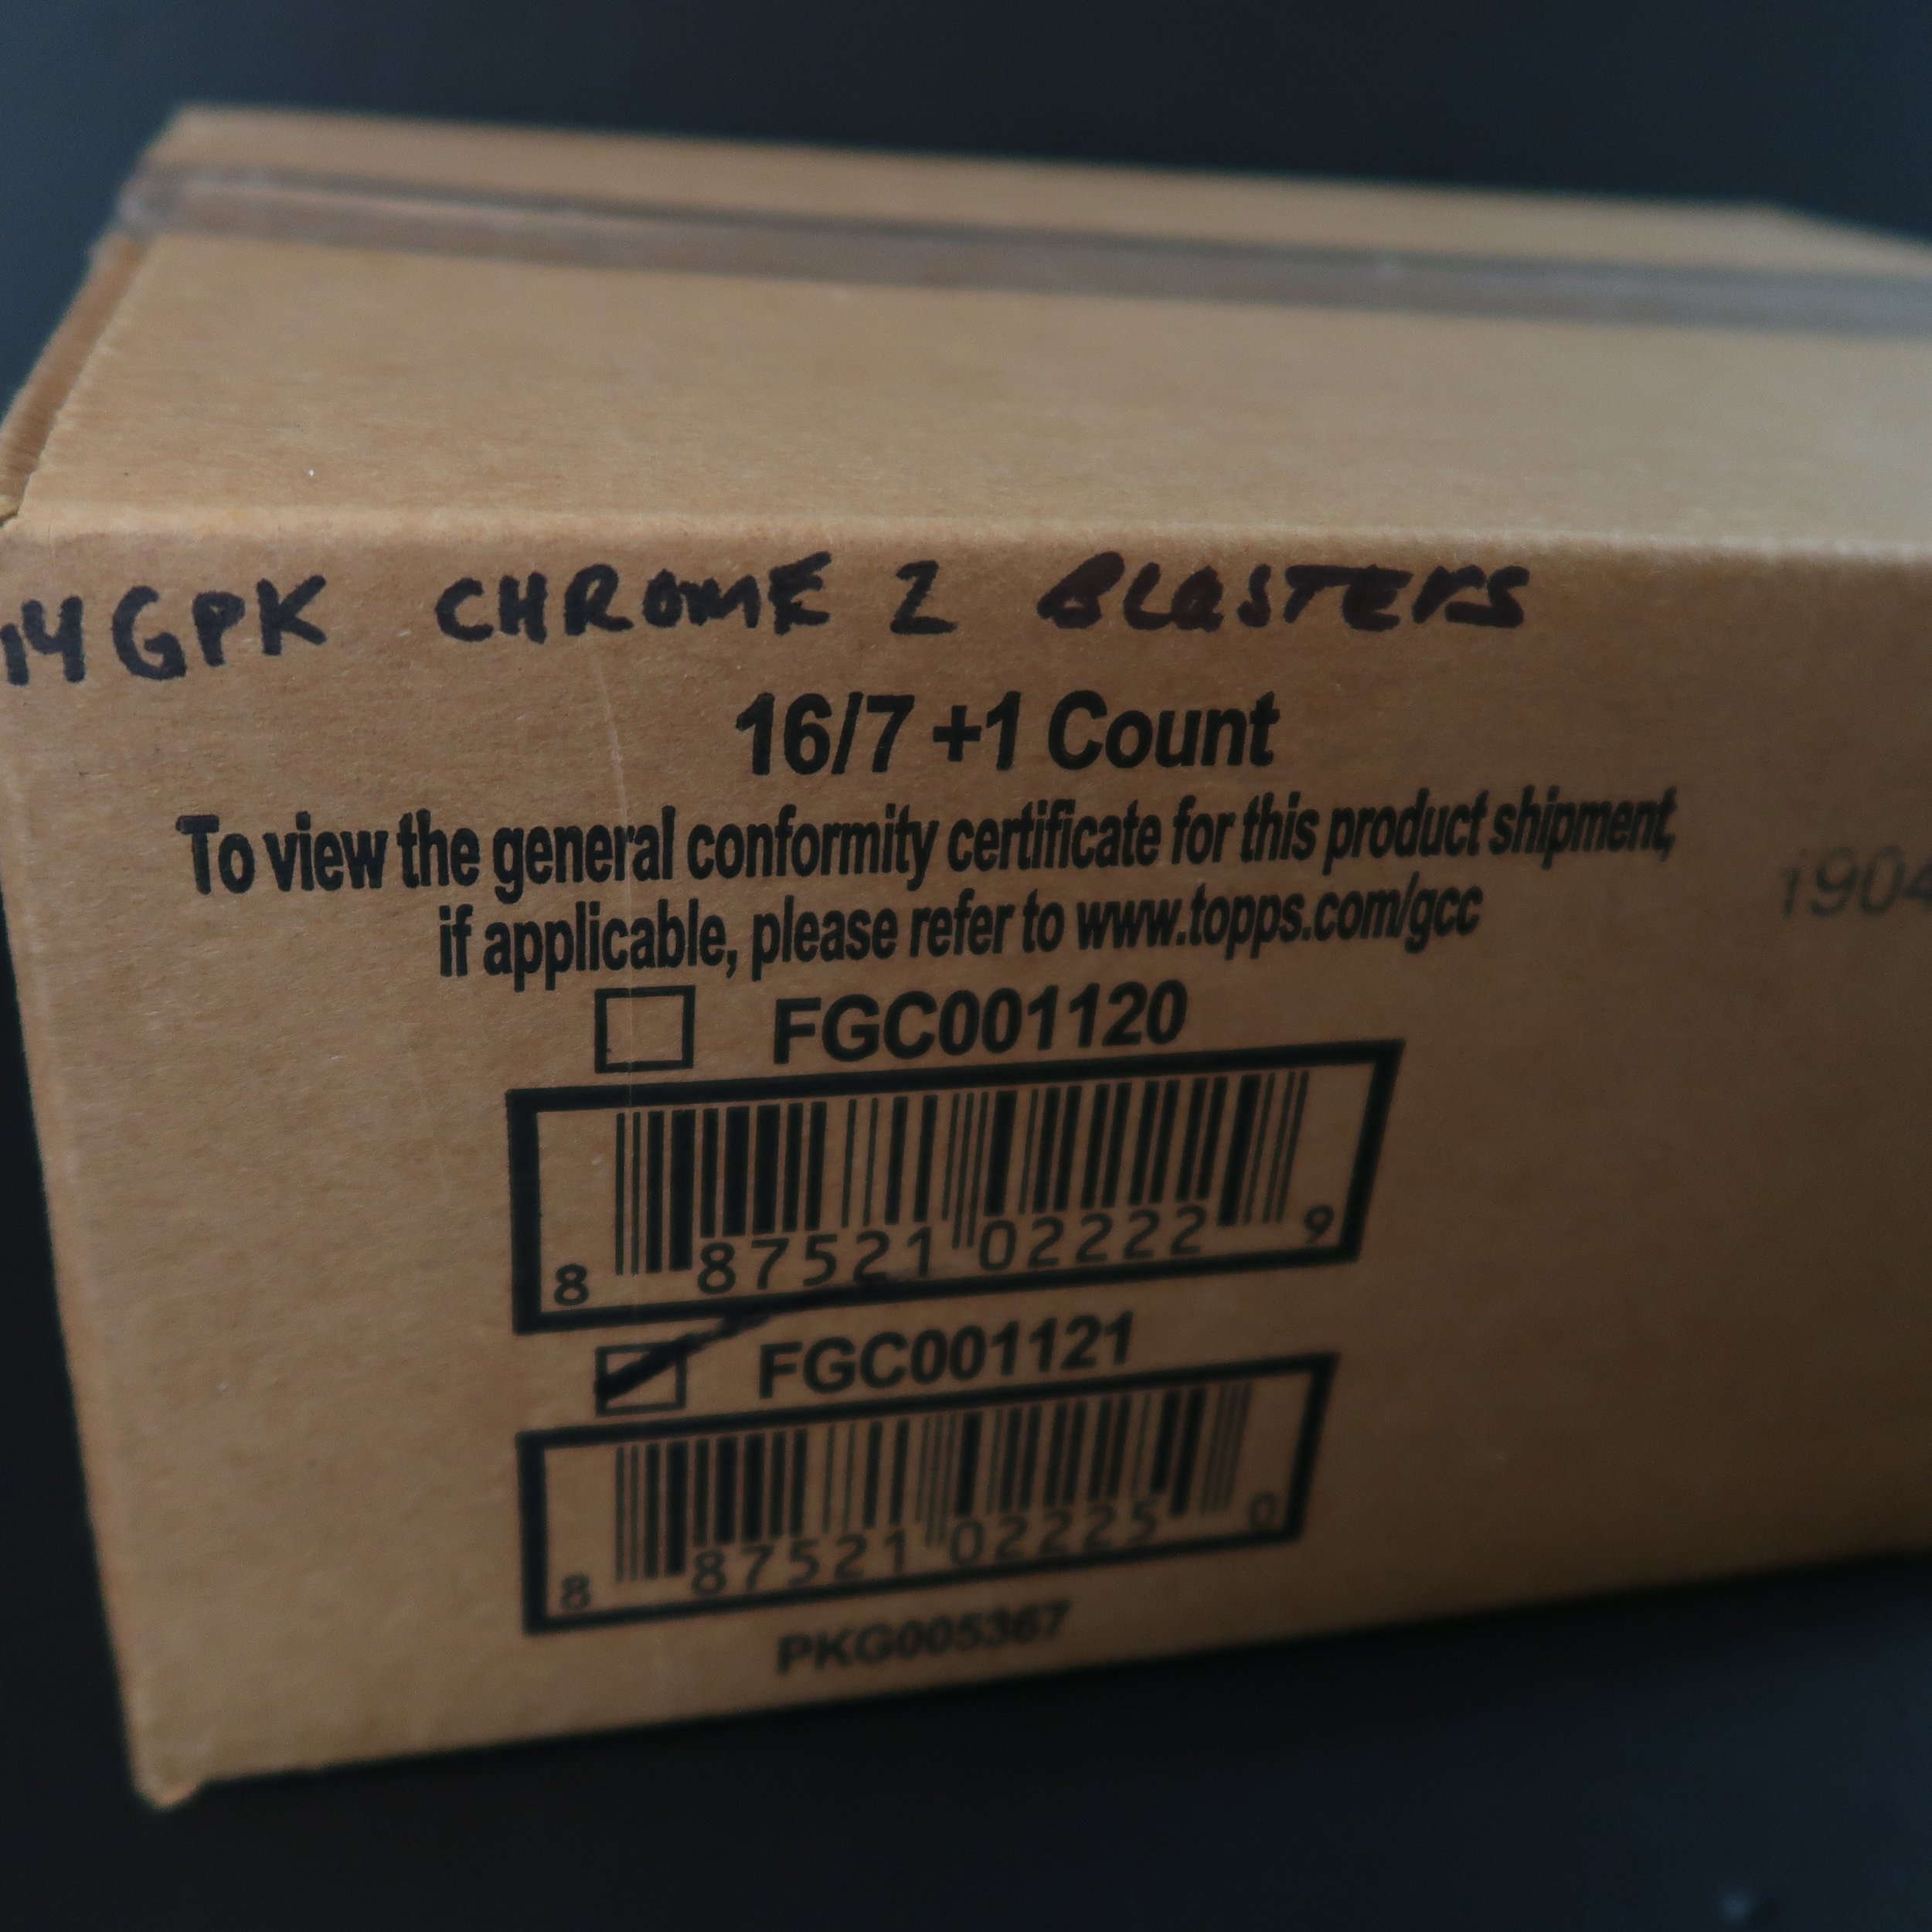 14 GPK CHROME 2 BLASTERS
16/7 +1 Count
To view the general conformity certificate for this product shipment,
if applicable, please refer to www.topps.com/gcc
1904
FGC001120
8 87521 02222 9
FGC001121
8 87521 02225 0
PKG005367